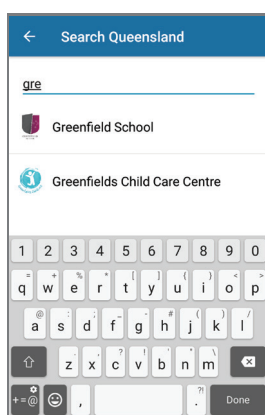 Search Queensland
gre
Greenfield School
Greenfields Child Care Centre
1 2 3 4 5 6 7 8 9 0
q w e r t y u i o p
a s d f g h j k l
z x c v b n m
+=@ , . Done